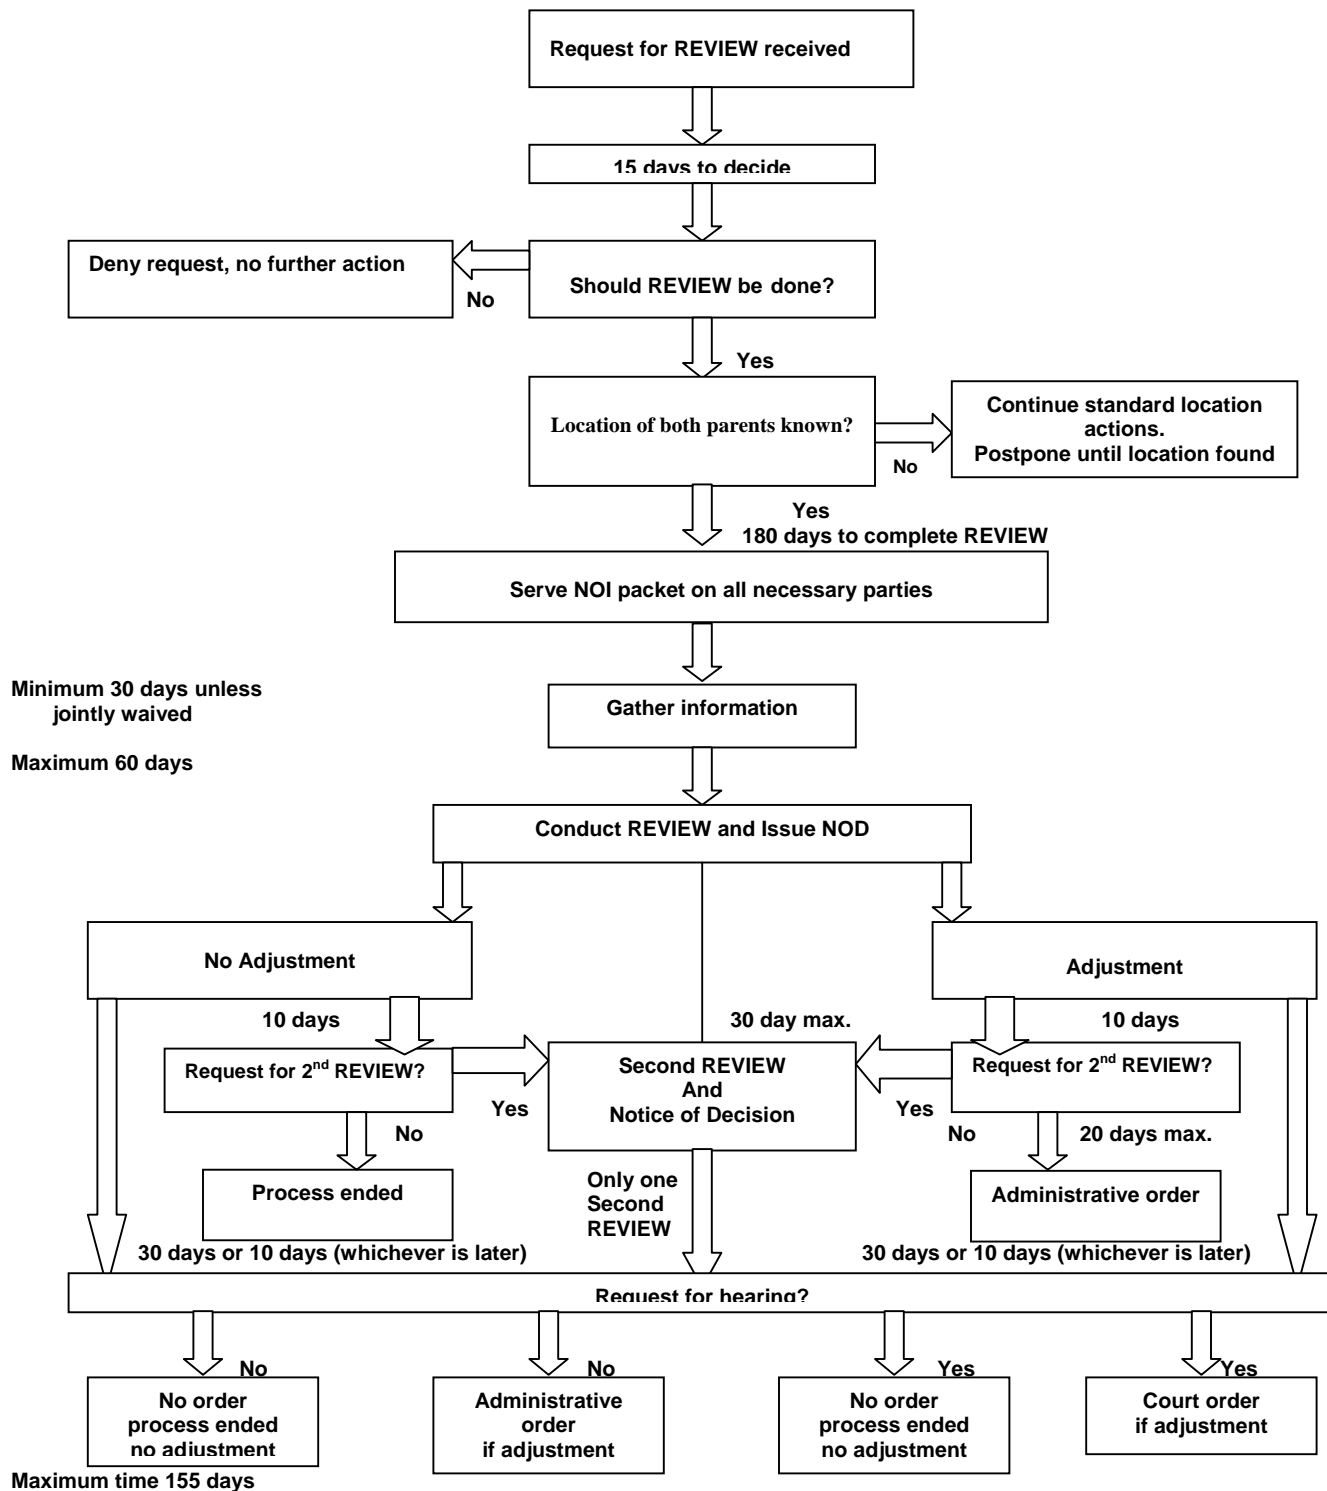 Request for REVIEW received
15 days to decide
Deny request, no further action
No
Should REVIEW be done?
Yes
Location of both parents known?
No
Continue standard location
actions.
Postpone until location found
Yes
180 days to complete REVIEW
Serve NOI packet on all necessary parties
Minimum 30 days unless
jointly waived
Maximum 60 days
Gather information
Conduct REVIEW and Issue NOD
No Adjustment
Adjustment
10 days
30 day max.
10 days
Request for 2nd REVIEW?
Yes
No
Second REVIEW
And
Notice of Decision
Request for 2nd REVIEW?
Yes
No
20 days max.
Process ended
Only one
Second
REVIEW
Administrative order
30 days or 10 days (whichever is later)
30 days or 10 days (whichever is later)
Request for hearing?
No
No
Yes
Yes
No order
process ended
no adjustment
Administrative
order
if adjustment
No order
process ended
no adjustment
Court order
if adjustment
Maximum time 155 days